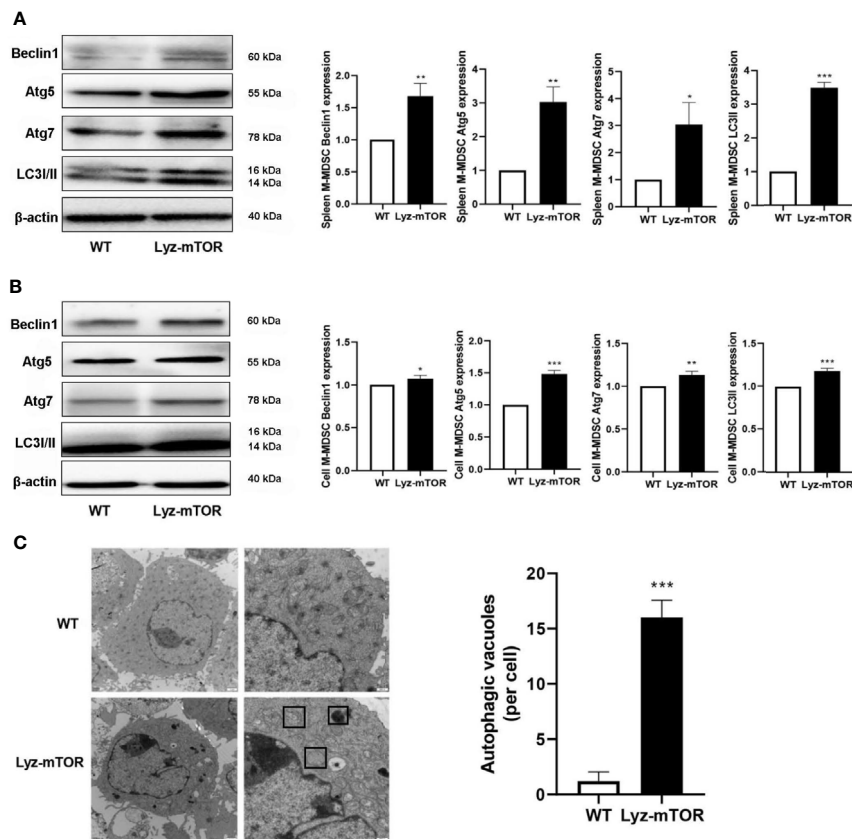 A
Beclin1
60 kDa
Atg5
55 kDa
Atg7
78 kDa
LC3I/II
16 kDa
14 kDa
β-actin
40 kDa
WT
Lyz-mTOR
Spleen M-MDSC Beclin1 expression
2.0
1.5
1.0
0.5
0.0
**
WT
Lyz-mTOR
Spleen M-MDSC Atg5 expression
4
3
2
1
0
**
WT
Lyz-mTOR
Spleen M-MDSC Atg7 expression
5
4
3
2
1
0
*
WT
Lyz-mTOR
Spleen M-MDSC LC3II expression
4
3
2
1
0
***
WT
Lyz-mTOR
B
Beclin1
60 kDa
Atg5
55 kDa
Atg7
78 kDa
LC3I/II
16 kDa
14 kDa
β-actin
40 kDa
WT
Lyz-mTOR
Cell M-MDSC Beclin1 expression
1.5
1.0
0.5
0.0
*
WT
Lyz-mTOR
Cell M-MDSC Atg5 expression
2.0
1.5
1.0
0.5
0.0
***
WT
Lyz-mTOR
Cell M-MDSC Atg7 expression
1.5
1.0
0.5
0.0
**
WT
Lyz-mTOR
Cell M-MDSC LC3II expression
1.5
1.0
0.5
0.0
***
WT
Lyz-mTOR
C
WT
Lyz-mTOR
Autophagic vacuoles
(per cell)
20
15
10
5
0
***
WT
Lyz-mTOR